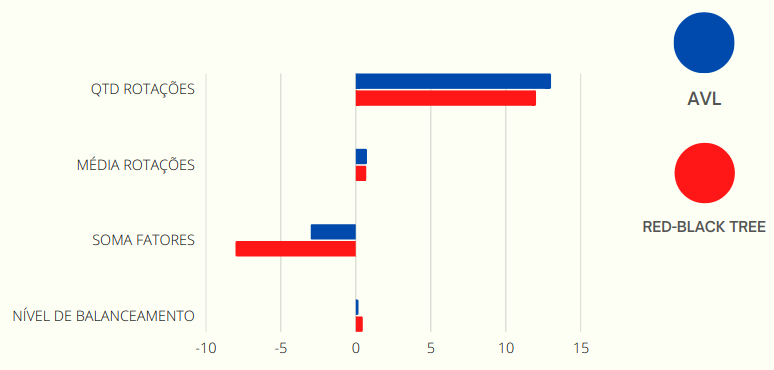 QTD ROTAÇÕES
MÉDIA ROTAÇÕES
SOMA FATORES
NÍVEL DE BALANCEAMENTO
-10 -5 0 5 10 15
AVL
RED-BLACK TREE